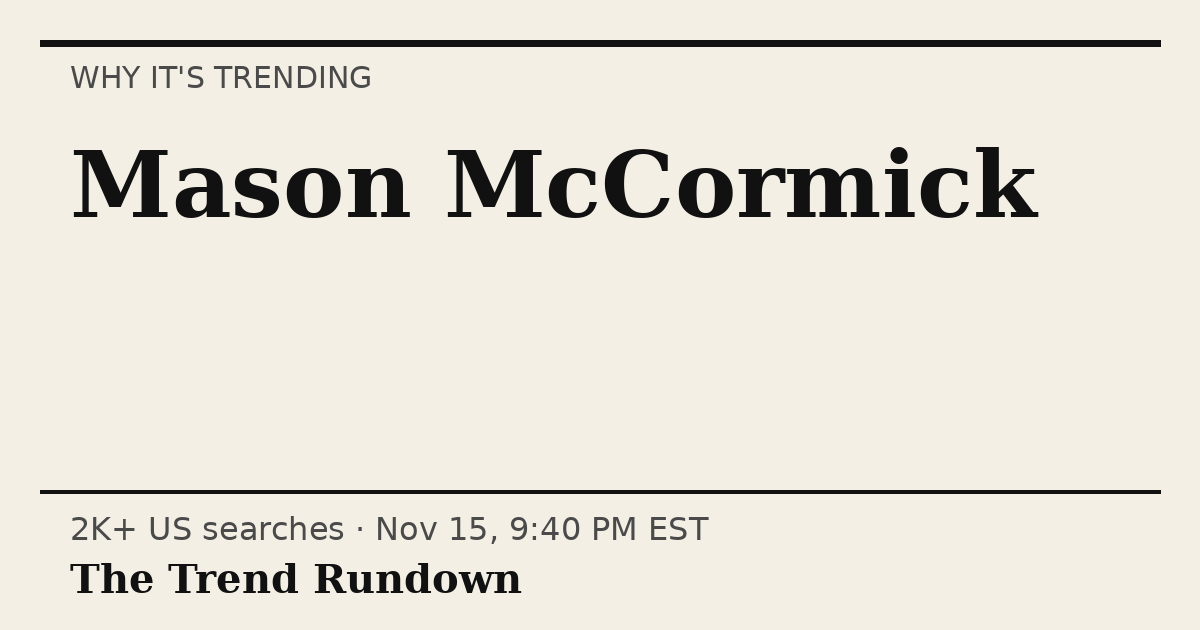 WHY IT'S TRENDING
Mason McCormick
2K+ US searches · Nov 15, 9:40 PM EST
The Trend Rundown